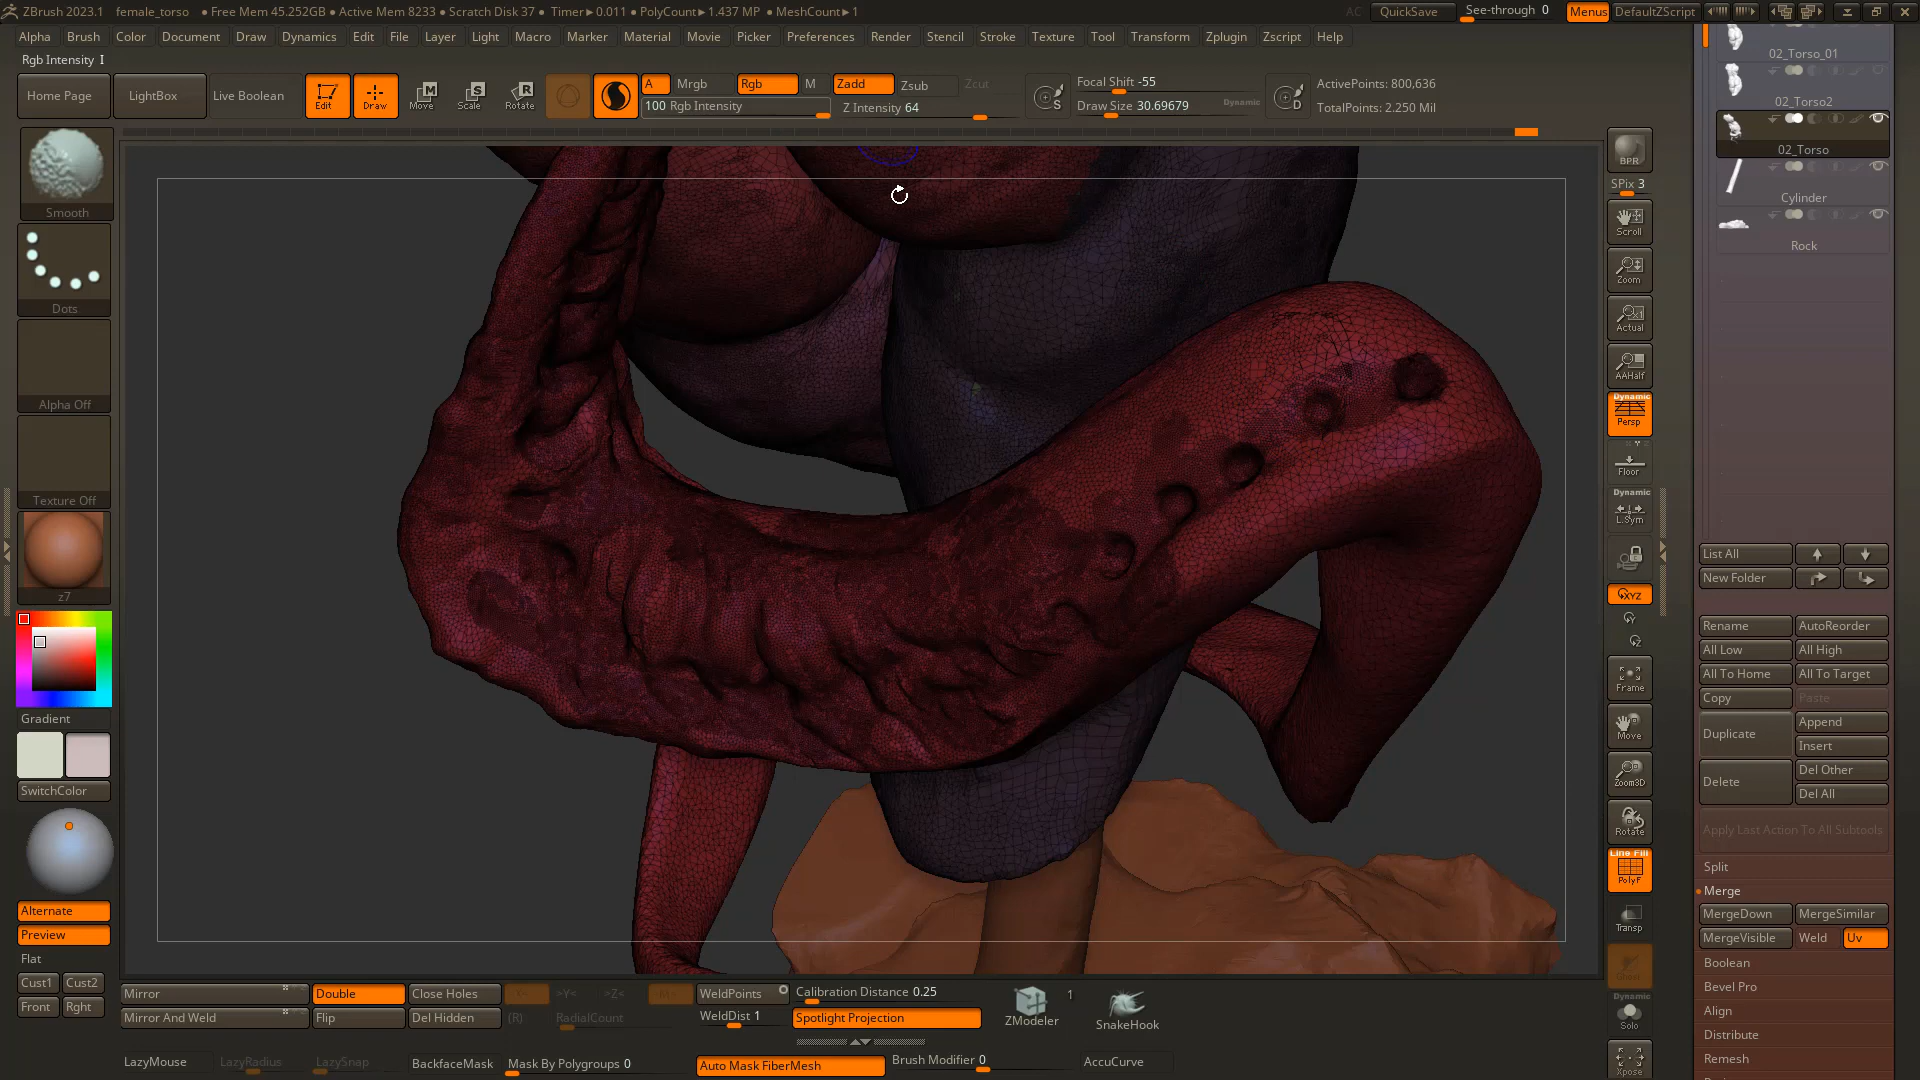 ZBrush 2023.1 female_torso ● Free Mem 45.252GB ● Active Mem 8233 ● Scratch Disk 37 ● Timer▸0.011 ● PolyCount▸1.437 MP ● MeshCount▸1 AC QuickSave See-through 0 Menus DefaultZScript
Alpha Brush Color Document Draw Dynamics Edit File Layer Light Macro Marker Material Movie Picker Preferences Render Stencil Stroke Texture Tool Transform Zplugin Zscript Help
Rgb Intensity I
Home Page LightBox Live Boolean Edit Draw Move Scale Rotate
A Mrgb Rgb M Zadd Zsub Zcut
100 Rgb Intensity Z Intensity 64
Focal Shift -55
Draw Size 30.69679 Dynamic
ActivePoints: 800,636
TotalPoints: 2.250 Mil
Smooth
Dots
Alpha Off
Texture Off
z7
Gradient
SwitchColor
Alternate
Preview
Flat
Cust1 Cust2
Front Rght
BPR
SPix 3
Scroll
Zoom
Actual
AAHalf
Dynamic
Persp
Floor
Dynamic
L.Sym
XYZ
Frame
Move
Zoom3D
Rotate
Line Fill
PolyF
Transp
Ghost
Dynamic
Solo
Xpose
02_Torso_01
02_Torso2
02_Torso
Cylinder
Rock
List All
New Folder
Rename AutoReorder
All Low All High
All To Home All To Target
Copy Paste
Duplicate Append
Insert
Delete Del Other
Del All
Apply Last Action To All Subtools
Split
Merge
MergeDown MergeSimilar
MergeVisible Weld Uv
Boolean
Bevel Pro
Align
Distribute
Remesh
Mirror Double Close Holes >Y< >Z< WeldPoints Calibration Distance 0.25
Mirror And Weld Flip Del Hidden (R) RadialCount WeldDist 1 Spotlight Projection
ZModeler 1 SnakeHook
LazyMouse LazyRadius LazySnap BackfaceMask Mask By Polygroups 0 Auto Mask FiberMesh Brush Modifier 0 AccuCurve